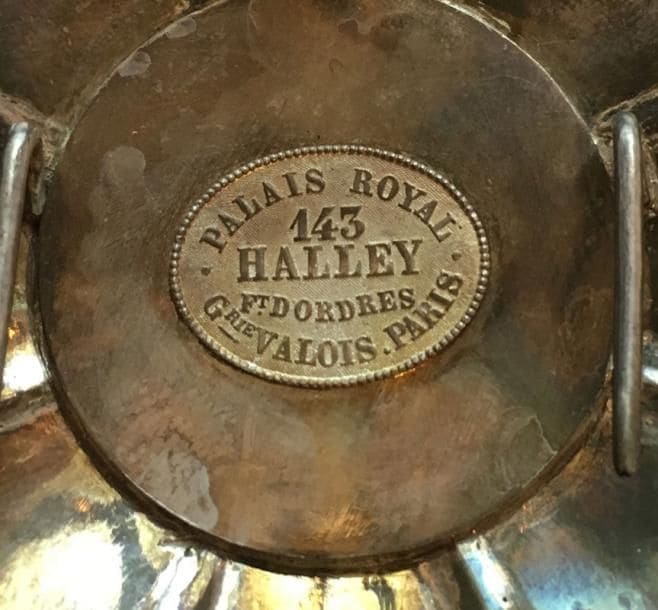 PALAIS ROYAL
143
HALLEY
FT D ORDRES
GRIE VALOIS. PARIS